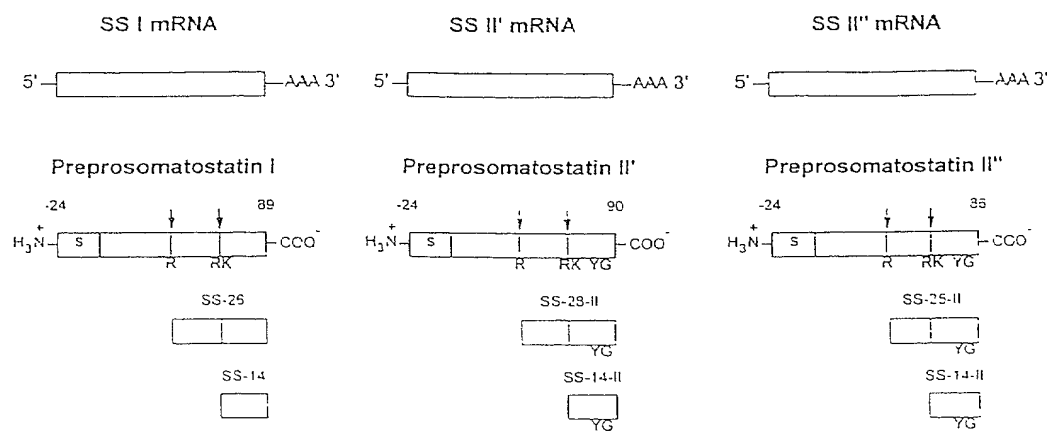 SS I mRNA
SS II' mRNA
SS II" mRNA
5' AAA 3'
5' AAA 3'
5' AAA 3'
Preprosomatostatin I
Preprosomatostatin II'
Preprosomatostatin II"
-24 89
-24 90
-24 86
H₃N⁺ S R RK COO⁻
H₃N⁺ S R RK YG COO⁻
H₃N⁺ S R RK YG COO⁻
SS-26
SS-28-II
SS-25-II
YG
YG
SS-14
SS-14-II
SS-14-II
YG
YG